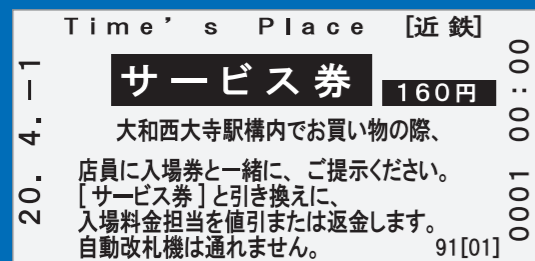 Time's Place [近鉄]
サービス券 160円
大和西大寺駅構内でお買い物の際、
店員に入場券と一緒に、ご提示ください。
[サービス券]と引き換えに、
入場料金担当を値引または返金します。
自動改札機は通れません。 91[01]
20.4.-1
0001 00:00